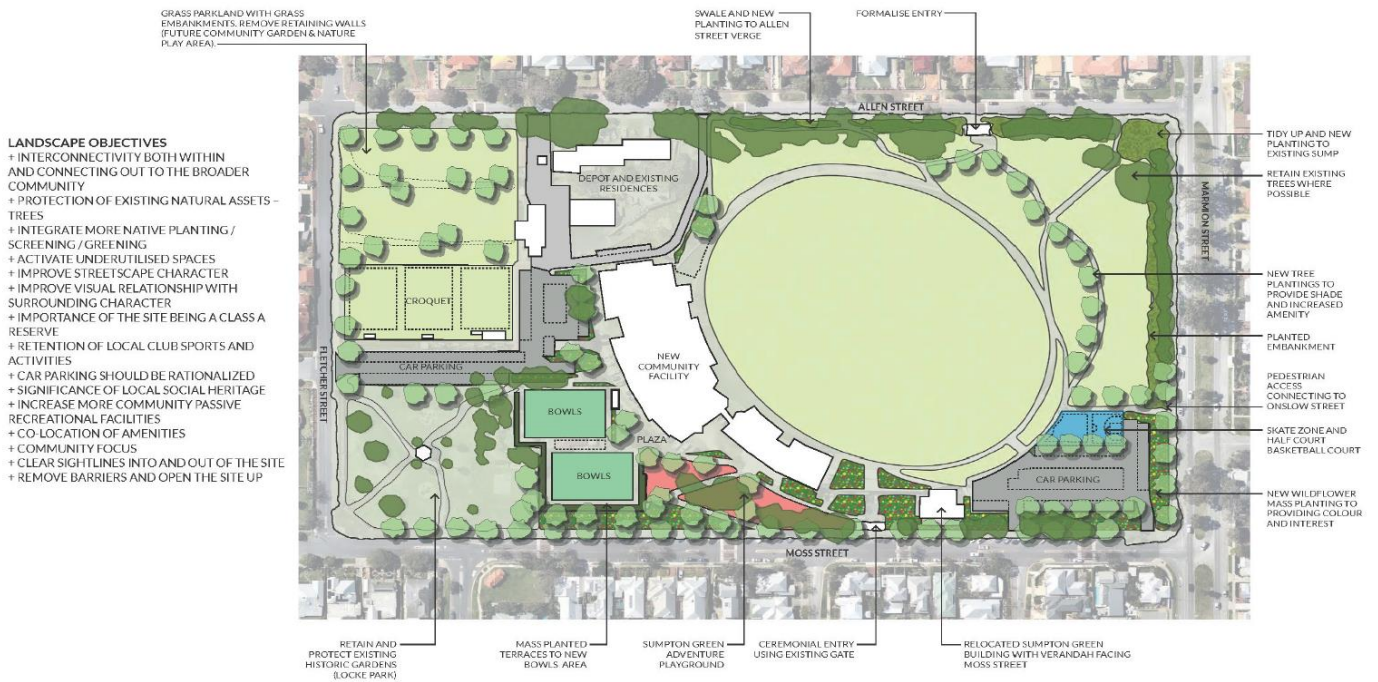 GRASS PARKLAND WITH GRASS
EMBANKMENTS. REMOVE RETAINING WALLS
(FUTURE COMMUNITY GARDEN & NATURE
PLAY AREA).
SWALE AND NEW
PLANTING TO ALLEN
STREET VERGE
FORMALISE ENTRY
LANDSCAPE OBJECTIVES
+ INTERCONNECTIVITY BOTH WITHIN
AND CONNECTING OUT TO THE BROADER
COMMUNITY
+ PROTECTION OF EXISTING NATURAL ASSETS –
TREES
+ INTEGRATE MORE NATIVE PLANTING /
SCREENING / GREENING
+ ACTIVATE UNDERUTILISED SPACES
+ IMPROVE STREETSCAPE CHARACTER
+ IMPROVE VISUAL RELATIONSHIP WITH
SURROUNDING CHARACTER
+ IMPORTANCE OF THE SITE BEING A CLASS A
RESERVE
+ RETENTION OF LOCAL CLUB SPORTS AND
ACTIVITIES
+ CAR PARKING SHOULD BE RATIONALIZED
+ SIGNIFICANCE OF LOCAL SOCIAL HERITAGE
+ INCREASE MORE COMMUNITY PASSIVE
RECREATIONAL FACILITIES
+ CO-LOCATION OF AMENITIES
+ COMMUNITY FOCUS
+ CLEAR SIGHTLINES INTO AND OUT OF THE SITE
+ REMOVE BARRIERS AND OPEN THE SITE UP
ALLEN STREET
DEPOT AND EXISTING
RESIDENCES
CROQUET
CAR PARKING
FLETCHER STREET
NEW
COMMUNITY
FACILITY
BOWLS
PLAZA
BOWLS
CAR PARKING
MOSS STREET
MARMION STREET
TIDY UP AND NEW
PLANTING TO
EXISTING SUMP
RETAIN EXISTING
TREES WHERE
POSSIBLE
NEW TREE
PLANTINGS TO
PROVIDE SHADE
AND INCREASED
AMENITY
PLANTED
EMBANKMENT
PEDESTRIAN
ACCESS
CONNECTING TO
ONSLOW STREET
SKATE ZONE AND
HALF COURT
BASKETBALL COURT
NEW WILDFLOWER
MASS PLANTING TO
PROVIDING COLOUR
AND INTEREST
RETAIN AND
PROTECT EXISTING
HISTORIC GARDENS
(LOCKE PARK)
MASS PLANTED
TERRACES TO NEW
BOWLS AREA
SUMPTON GREEN
ADVENTURE
PLAYGROUND
CEREMONIAL ENTRY
USING EXISTING GATE
RELOCATED SUMPTON GREEN
BUILDING WITH VERANDAH FACING
MOSS STREET